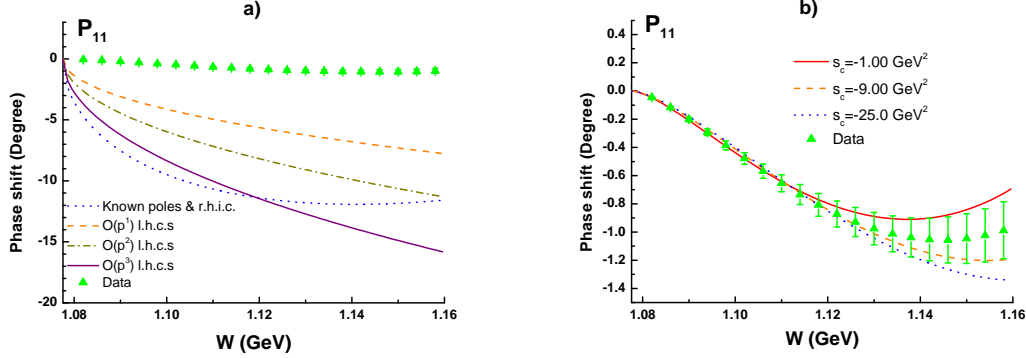 a)
P₁₁
Phase shift (Degree)
0
-5
-10
-15
-20
Known poles & r.h.i.c.
O(p¹) l.h.c.s
O(p²) l.h.c.s
O(p³) l.h.c.s
Data
1.08
1.10
1.12
1.14
1.16
W (GeV)
b)
P₁₁
Phase shift (Degree)
0.4
0.2
0.0
-0.2
-0.4
-0.6
-0.8
-1.0
-1.2
-1.4
s_c=-1.00 GeV²
s_c=-9.00 GeV²
s_c=-25.0 GeV²
Data
1.08
1.10
1.12
1.14
1.16
W (GeV)